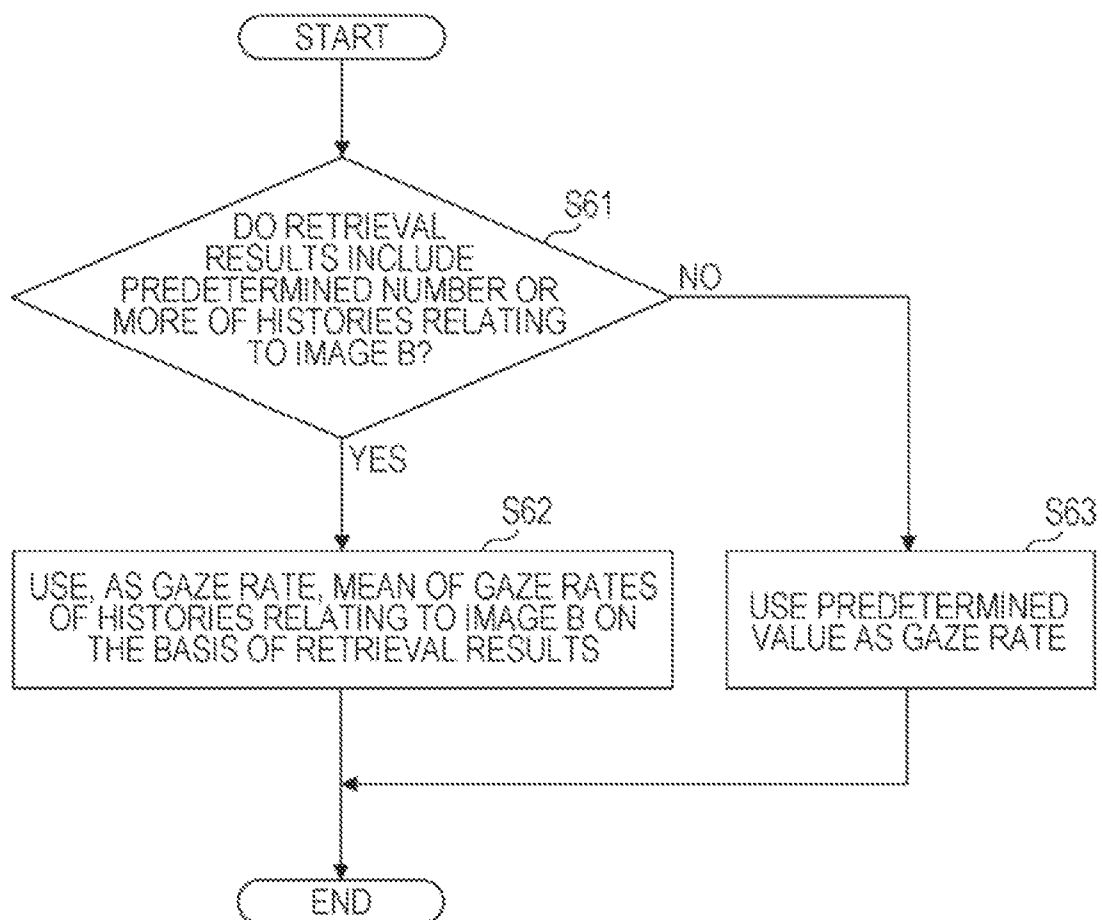 START
S61
DO RETRIEVAL
RESULTS INCLUDE
PREDETERMINED NUMBER OR
MORE OF HISTORIES RELATING
TO IMAGE B?
NO
YES
S62
USE, AS GAZE RATE, MEAN OF GAZE RATES
OF HISTORIES RELATING TO IMAGE B ON
THE BASIS OF RETRIEVAL RESULTS
S63
USE PREDETERMINED
VALUE AS GAZE RATE
END